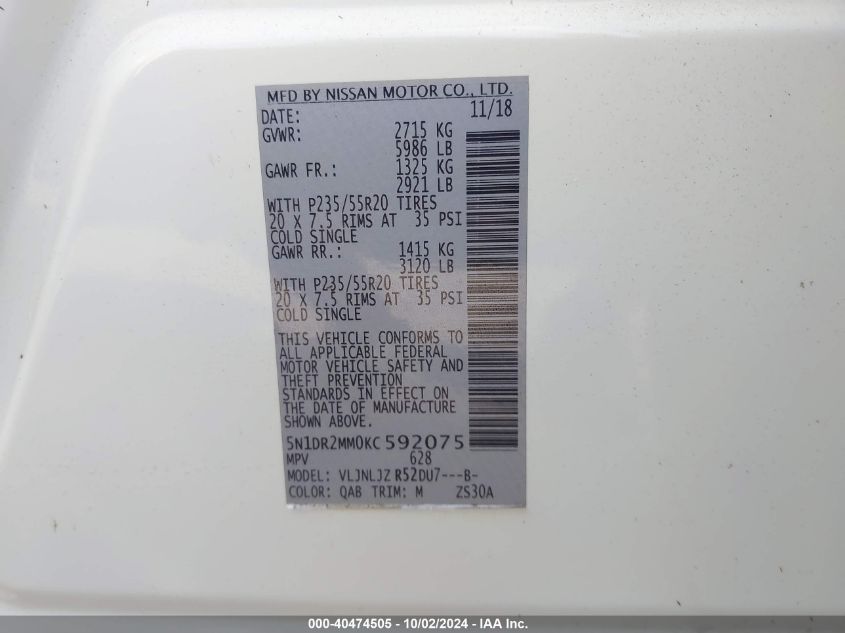 MFD BY NISSAN MOTOR CO., LTD.
DATE: 11/18
GVWR: 2715 KG
5986 LB
GAWR FR.: 1325 KG
2921 LB
WITH P235/55R20 TIRES
20 X 7.5 RIMS AT 35 PSI
COLD SINGLE
GAWR RR.: 1415 KG
3120 LB
WITH P235/55R20 TIRES
20 X 7.5 RIMS AT 35 PSI
COLD SINGLE
THIS VEHICLE CONFORMS TO
ALL APPLICABLE FEDERAL
MOTOR VEHICLE SAFETY AND
THEFT PREVENTION
STANDARDS IN EFFECT ON
THE DATE OF MANUFACTURE
SHOWN ABOVE.
5N1DR2MM0KC592075
MPV 628
MODEL: VLJNLJZ R52DU7---B-
COLOR: QAB TRIM: M ZS30A
000-40474505 - 10/02/2024 - IAA Inc.